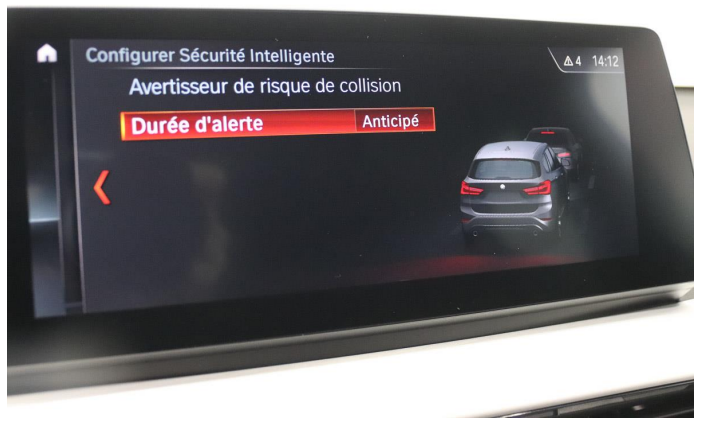 Configurer Sécurité Intelligente
4 14:12
Avertisseur de risque de collision
Durée d'alerte Anticipé